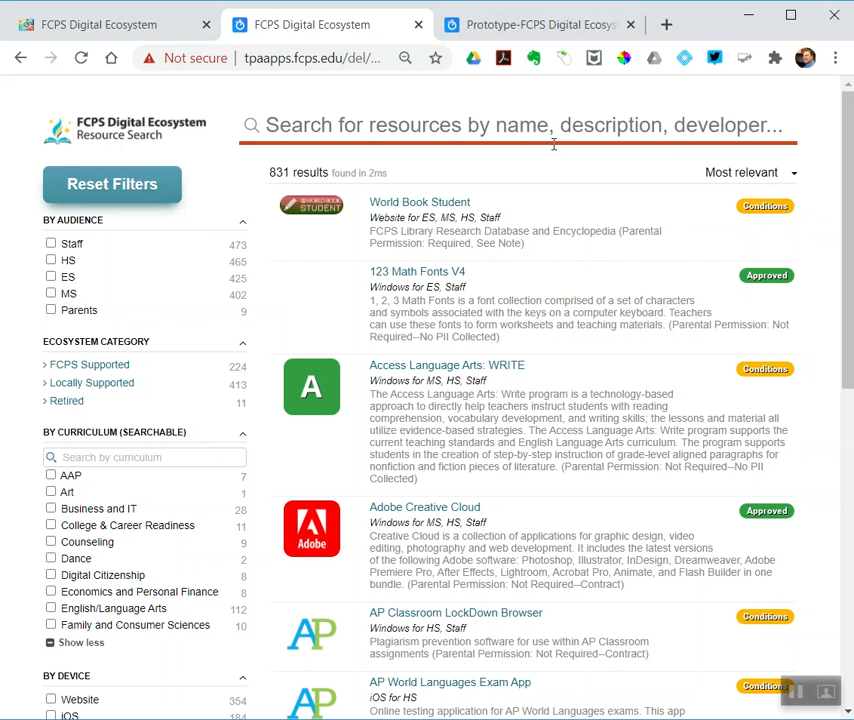 FCPS Digital Ecosystem
FCPS Digital Ecosystem
Prototype-FCPS Digital Ecosys
Not secure
tpaapps.fcps.edu/del/...
FCPS Digital Ecosystem
Resource Search
Search for resources by name, description, developer...
Reset Filters
831 results found in 2ms
Most relevant
BY AUDIENCE
Staff 473
HS 465
ES 425
MS 402
Parents 9
ECOSYSTEM CATEGORY
FCPS Supported 224
Locally Supported 413
Retired 11
BY CURRICULUM (SEARCHABLE)
Search by curriculum
AAP 7
Art 1
Business and IT 28
College & Career Readiness 11
Counseling 9
Dance 2
Digital Citizenship 8
Economics and Personal Finance 8
English/Language Arts 112
Family and Consumer Sciences 10
Show less
BY DEVICE
Website 354
iOS 184
WORLD BOOK
STUDENT
World Book Student
Conditions
Website for ES, MS, HS, Staff
FCPS Library Research Database and Encyclopedia (Parental
Permission: Required, See Note)
123 Math Fonts V4
Approved
Windows for ES, Staff
1, 2, 3 Math Fonts is a font collection comprised of a set of characters
and symbols associated with the keys on a computer keyboard. Teachers
can use these fonts to form worksheets and teaching materials. (Parental Permission: Not
Required--No PII Collected)
A
Access Language Arts: WRITE
Conditions
Windows for MS, HS, Staff
The Access Language Arts: Write program is a technology-based
approach to directly help teachers instruct students with reading
comprehension, vocabulary development, and writing skills; the lessons and material all
utilize evidence-based strategies. The Access Language Arts: Write program supports the
current teaching standards and English Language Arts curriculum. The program supports
students in the creation of step-by-step instruction of grade-level aligned paragraphs for
nonfiction and fiction pieces of literature. (Parental Permission: Not Required--No PII
Collected)
Adobe
Adobe Creative Cloud
Approved
Windows for MS, HS, Staff
Creative Cloud is a collection of applications for graphic design, video
editing, photography and web development. It includes the latest versions
of the following Adobe software: Photoshop, Illustrator, InDesign, Dreamweaver, Adobe
Premiere Pro, After Effects, Lightroom, Acrobat Pro, Animate, and Flash Builder in one
bundle. (Parental Permission: Not Required--Contract)
AP
AP Classroom LockDown Browser
Conditions
Windows for HS, Staff
Plagiarism prevention software for use within AP Classroom
assignments (Parental Permission: Not Required--Contract)
AP
AP World Languages Exam App
Conditions
iOS for HS
Online testing application for AP World Languages exams. This app